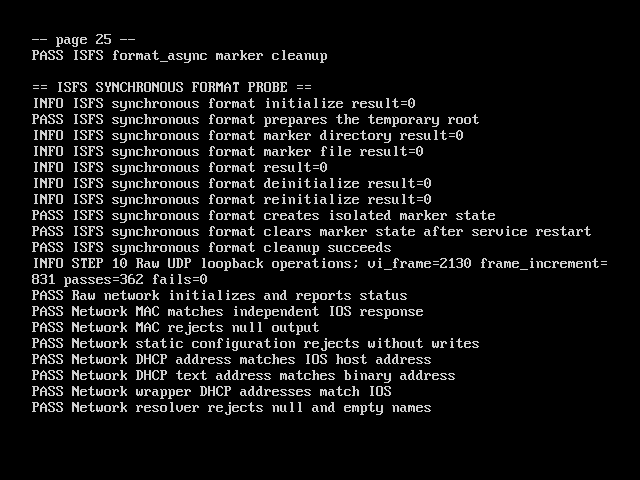 -- page 25 --
PASS ISFS format_async marker cleanup
== ISFS SYNCHRONOUS FORMAT PROBE ==
INFO ISFS synchronous format initialize result=0
PASS ISFS synchronous format prepares the temporary root
INFO ISFS synchronous format marker directory result=0
INFO ISFS synchronous format marker file result=0
INFO ISFS synchronous format result=0
INFO ISFS synchronous format deinitialize result=0
INFO ISFS synchronous format reinitialize result=0
PASS ISFS synchronous format creates isolated marker state
PASS ISFS synchronous format clears marker state after service restart
PASS ISFS synchronous format cleanup succeeds
INFO STEP 10 Raw UDP loopback operations; vi_frame=2130 frame_increment=
831 passes=362 fails=0
PASS Raw network initializes and reports status
PASS Network MAC matches independent IOS response
PASS Network MAC rejects null output
PASS Network static configuration rejects without writes
PASS Network DHCP address matches IOS host address
PASS Network DHCP text address matches binary address
PASS Network wrapper DHCP addresses match IOS
PASS Network resolver rejects null and empty names